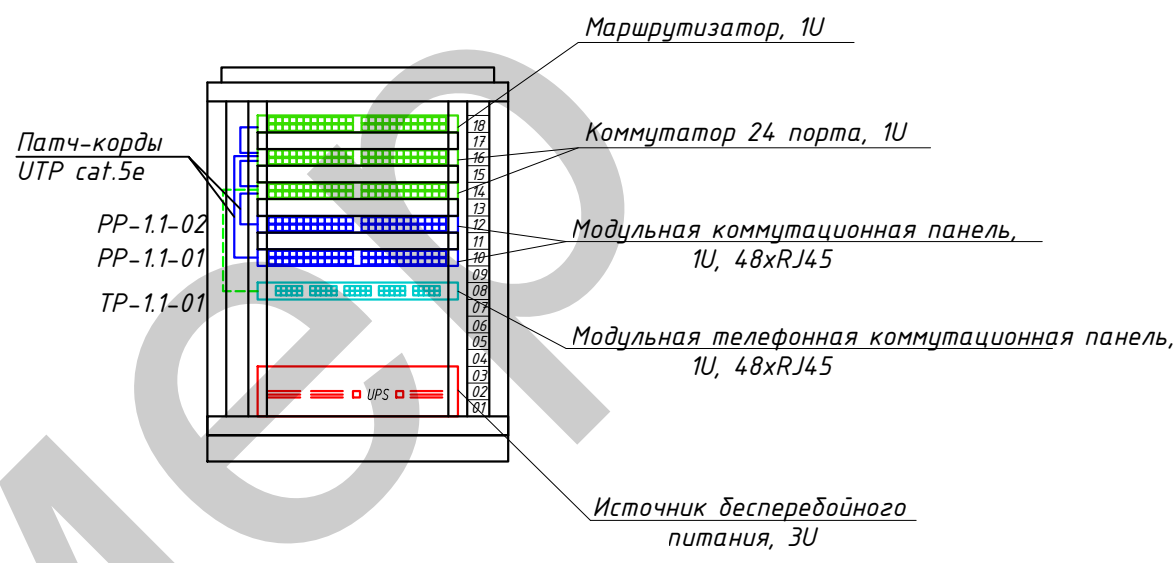 Маршрутизатор, 1U
Патч-корды
UTP cat.5e
Коммутатор 24 порта, 1U
PP-1.1-02
PP-1.1-01
TP-1.1-01
18
17
16
15
14
13
12
11
10
09
08
07
06
05
04
03
02
01
UPS
Модульная коммутационная панель,
1U, 48xRJ45
Модульная телефонная коммутационная панель,
1U, 48xRJ45
Источник бесперебойного
питания, 3U
мер